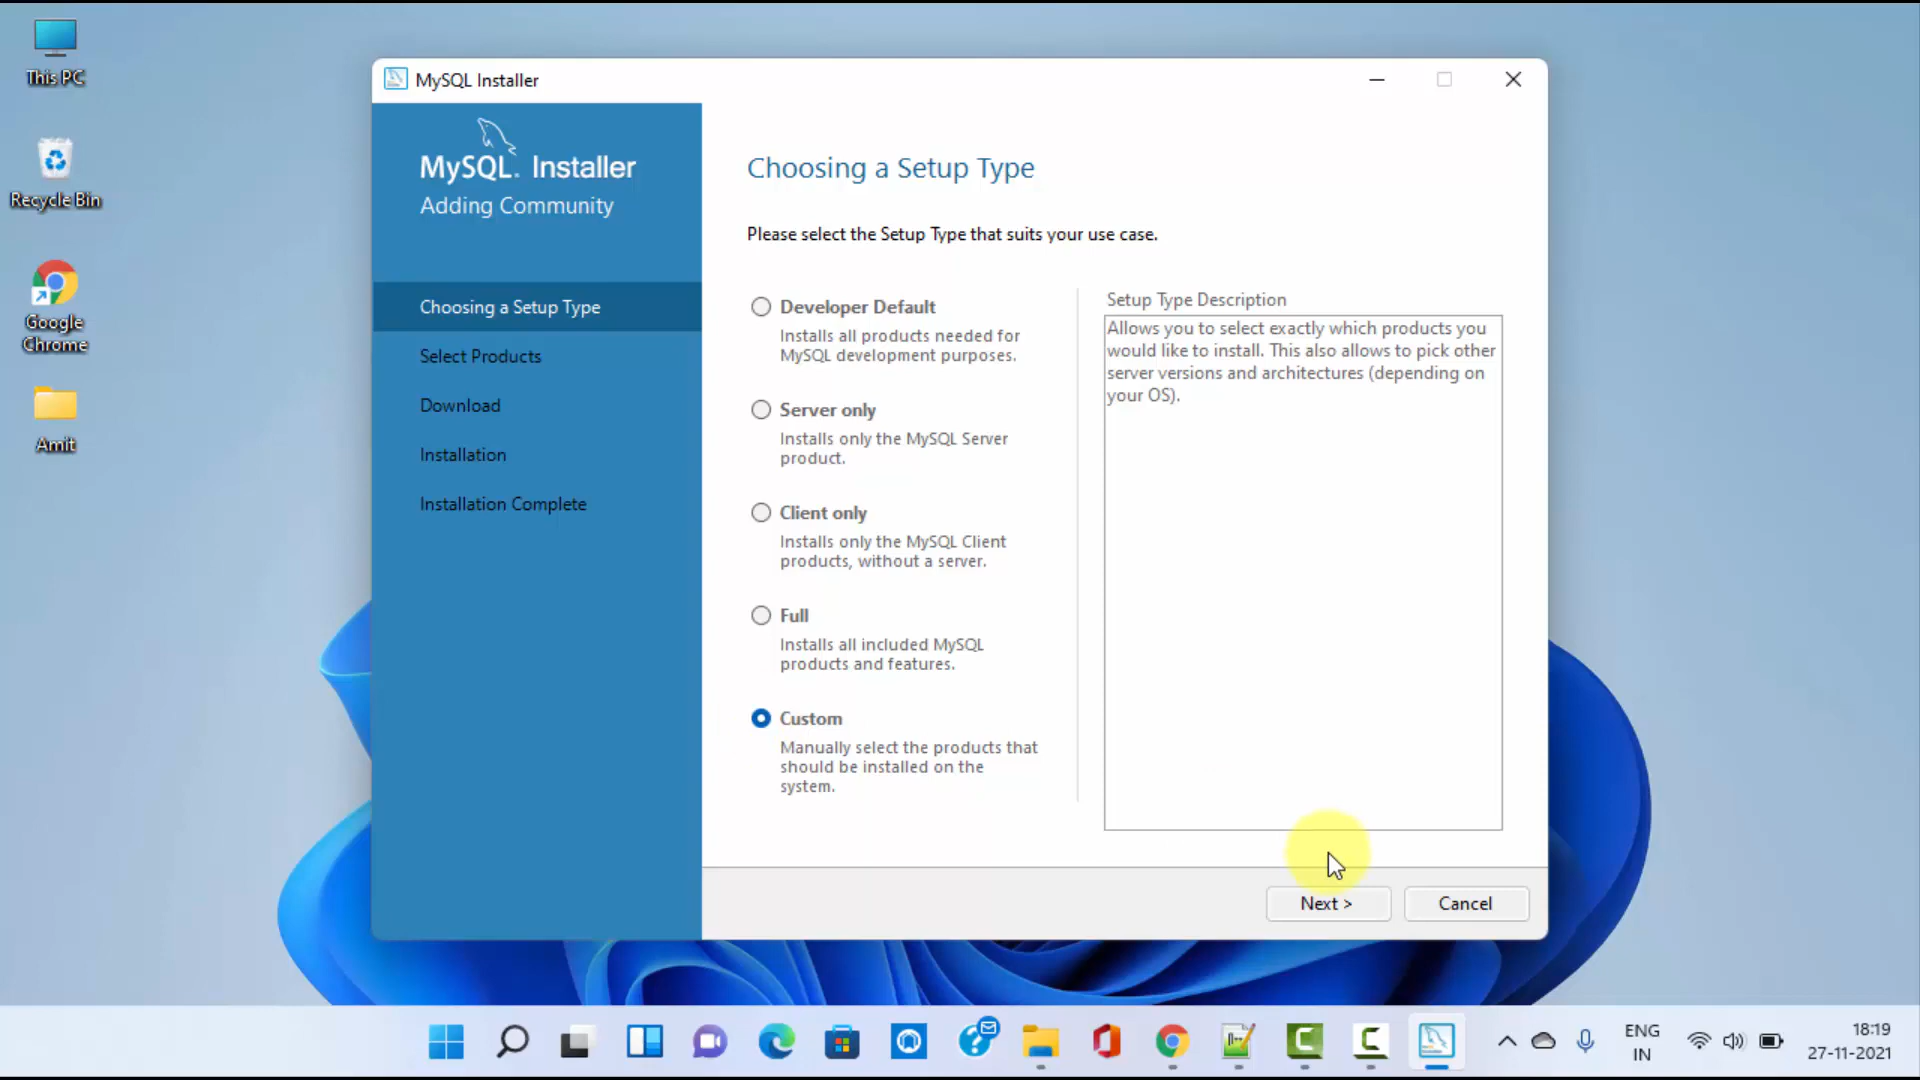 This PC
Recycle Bin
Google
Chrome
Amit
MySQL Installer
MySQL. Installer
Adding Community
Choosing a Setup Type
Select Products
Download
Installation
Installation Complete
Choosing a Setup Type
Please select the Setup Type that suits your use case.
Developer Default
Installs all products needed for
MySQL development purposes.
Server only
Installs only the MySQL Server
product.
Client only
Installs only the MySQL Client
products, without a server.
Full
Installs all included MySQL
products and features.
Custom
Manually select the products that
should be installed on the
system.
Setup Type Description
Allows you to select exactly which products you
would like to install. This also allows to pick other
server versions and architectures (depending on
your OS).
Next >
Cancel
ENG
IN
18:19
27-11-2021